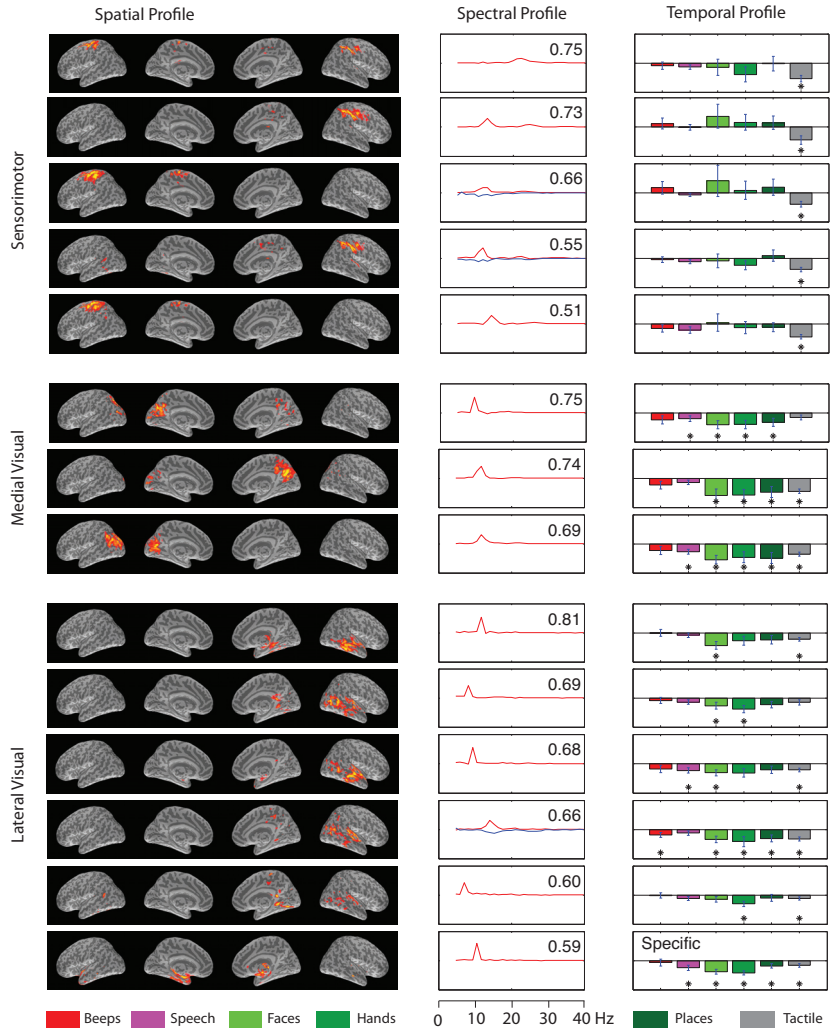 Spatial Profile Spectral Profile Temporal Profile
Sensorimotor
0.75
*
0.73
*
0.66
*
0.55
*
0.51
*
Medial Visual
0.75
* * * *
0.74
* * * *
0.69
* * * * *
Lateral Visual
0.81
* *
0.69
* *
0.68
* *
0.66
* * * * *
0.60
* *
0.59
Specific
* * * * *
Beeps Speech Faces Hands 0 10 20 30 40 Hz Places Tactile